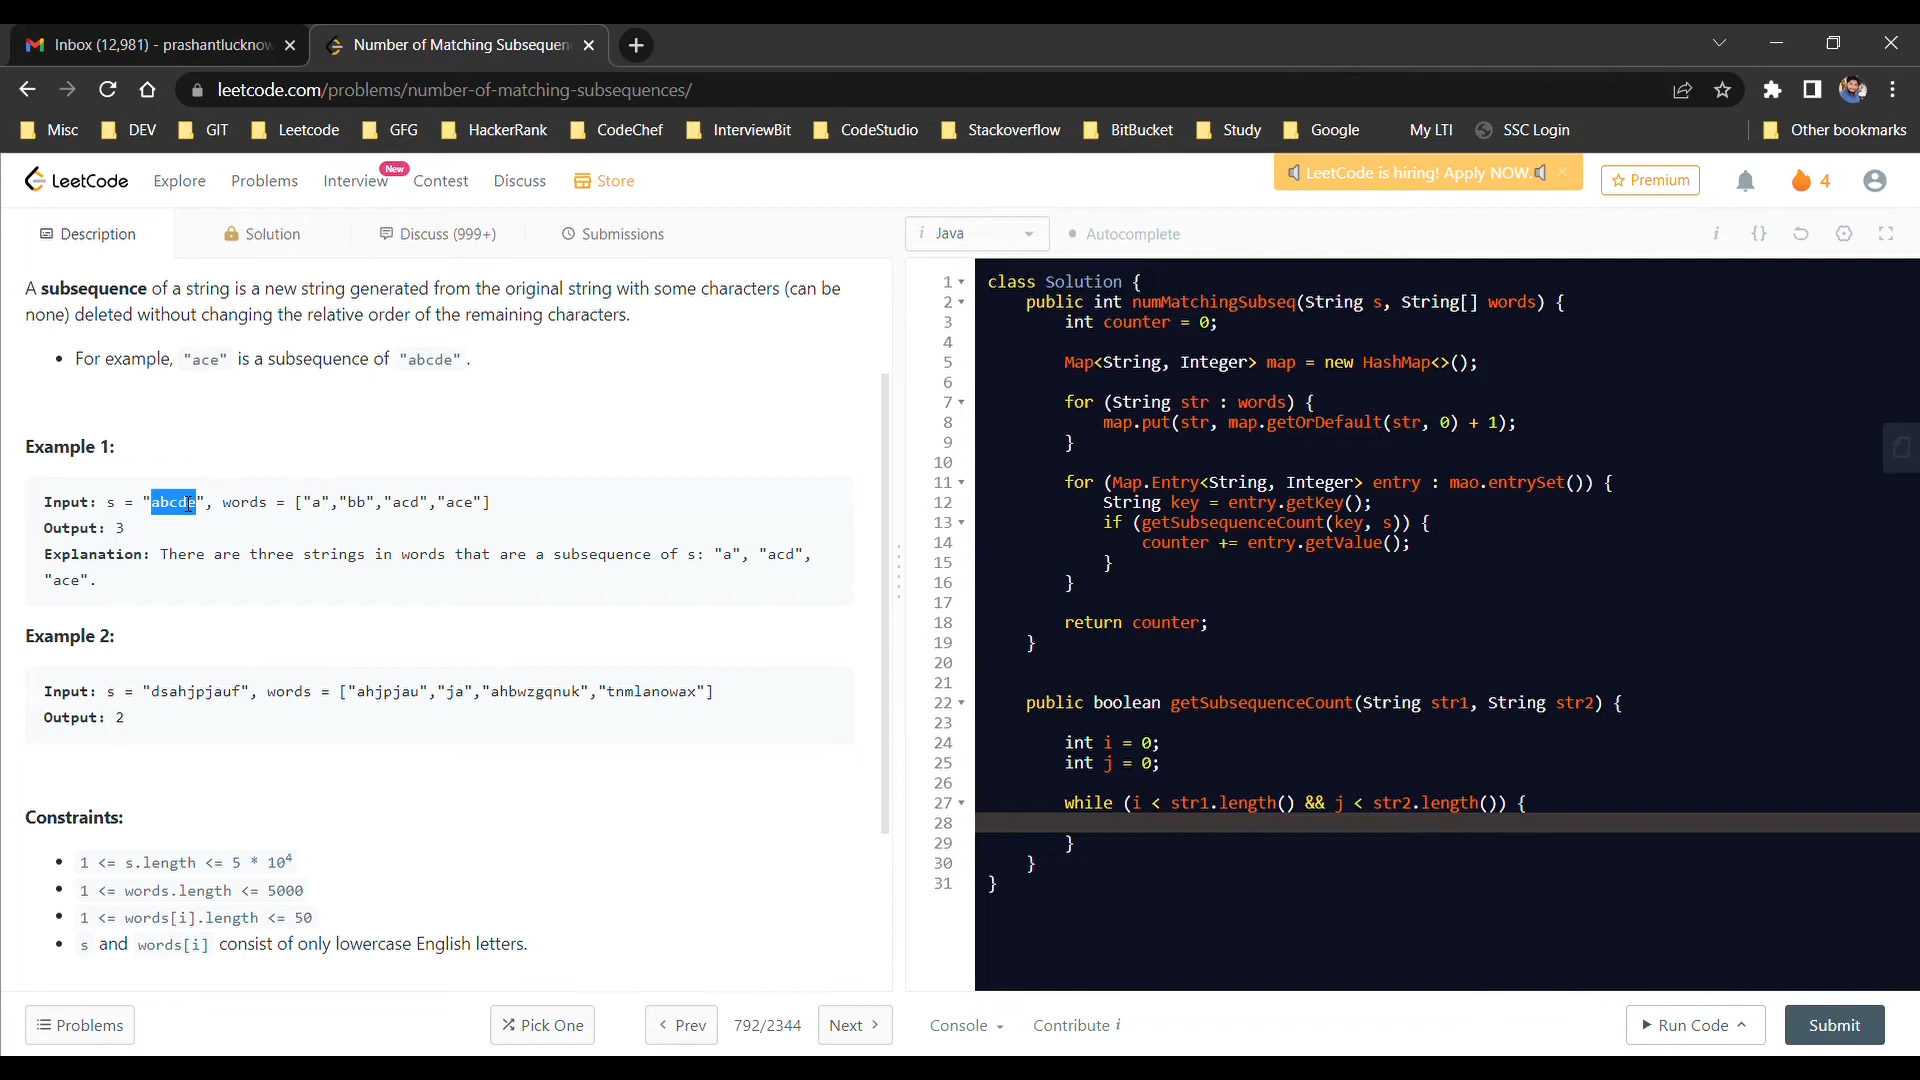 Inbox (12,981) - prashantlucknow
Number of Matching Subsequen
leetcode.com/problems/number-of-matching-subsequences/
Misc DEV GIT Leetcode GFG HackerRank CodeChef InterviewBit CodeStudio Stackoverflow BitBucket Study Google My LTI SSC Login Other bookmarks
LeetCode Explore Problems Interview New Contest Discuss Store LeetCode is hiring! Apply NOW. Premium 4
Description Solution Discuss (999+) Submissions
i Java Autocomplete
A subsequence of a string is a new string generated from the original string with some characters (can be
none) deleted without changing the relative order of the remaining characters.
• For example, "ace" is a subsequence of "abcde".
Example 1:
Input: s = "abcde", words = ["a","bb","acd","ace"]
Output: 3
Explanation: There are three strings in words that are a subsequence of s: "a", "acd",
"ace".
Example 2:
Input: s = "dsahjpjauf", words = ["ahjpjau","ja","ahbwzgqnuk","tnmlanowax"]
Output: 2
Constraints:
• 1 <= s.length <= 5 * 10^4
• 1 <= words.length <= 5000
• 1 <= words[i].length <= 50
• s and words[i] consist of only lowercase English letters.
1 class Solution {
2 public int numMatchingSubseq(String s, String[] words) {
3 int counter = 0;
4
5 Map<String, Integer> map = new HashMap<>();
6
7 for (String str : words) {
8 map.put(str, map.getOrDefault(str, 0) + 1);
9 }
10
11 for (Map.Entry<String, Integer> entry : mao.entrySet()) {
12 String key = entry.getKey();
13 if (getSubsequenceCount(key, s)) {
14 counter += entry.getValue();
15 }
16 }
17
18 return counter;
19 }
20
21
22 public boolean getSubsequenceCount(String str1, String str2) {
23
24 int i = 0;
25 int j = 0;
26
27 while (i < str1.length() && j < str2.length()) {
28
29 }
30 }
31 }
Problems Pick One Prev 792/2344 Next Console Contribute i Run Code Submit